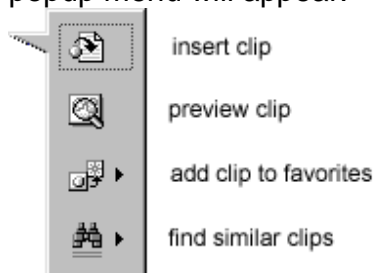 popup menu will appear.
insert clip
preview clip
add clip to favorites
find similar clips